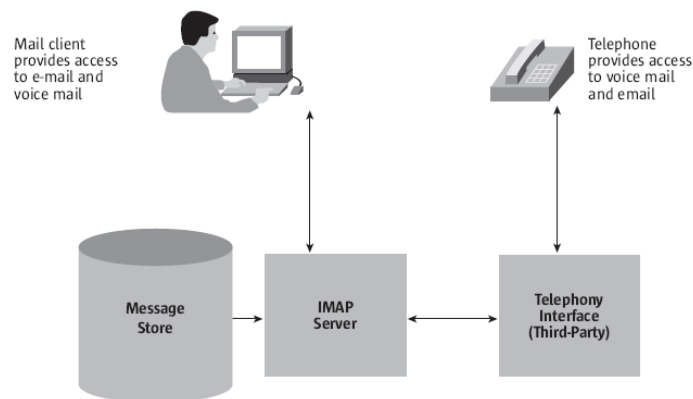 Mail client
provides access
to e-mail and
voice mail
Telephone
provides access
to voice mail
and email
Message
Store
IMAP
Server
Telephony
Interface
(Third-Party)